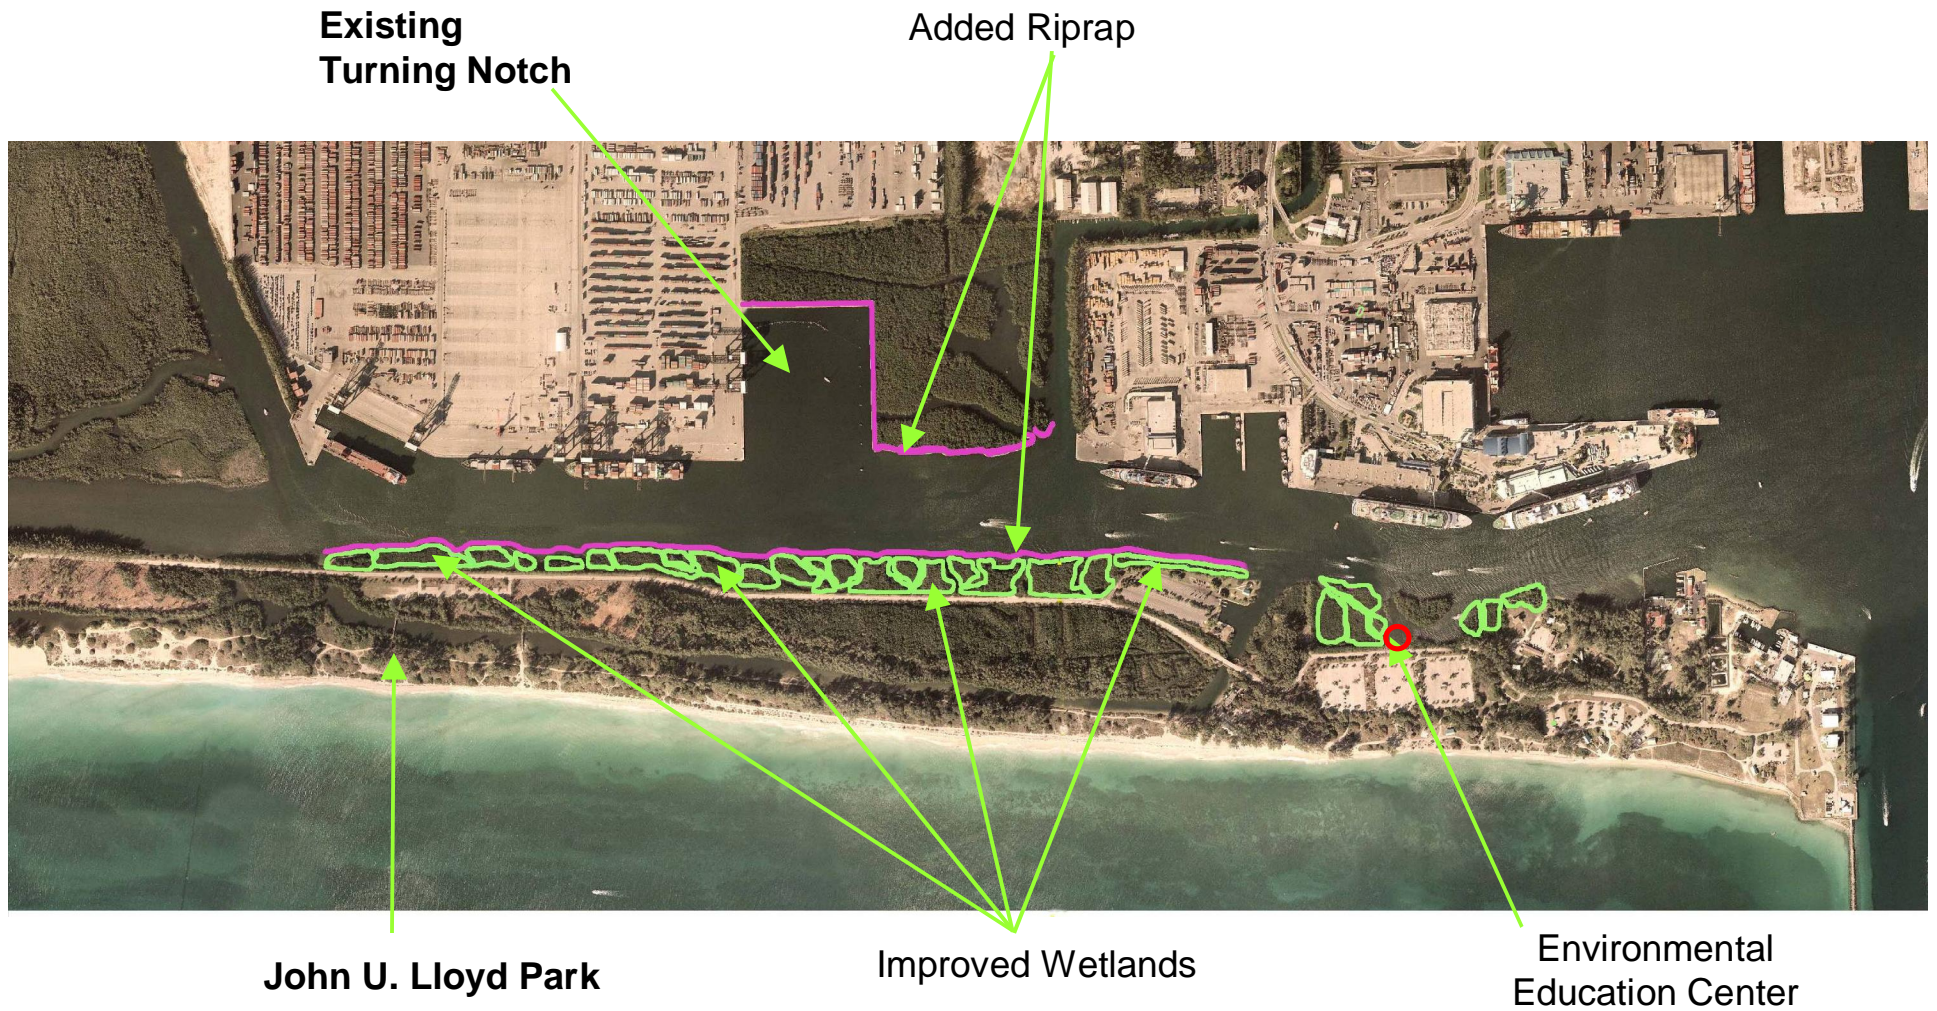 Existing
Turning Notch
Added Riprap
John U. Lloyd Park
Improved Wetlands
Environmental
Education Center